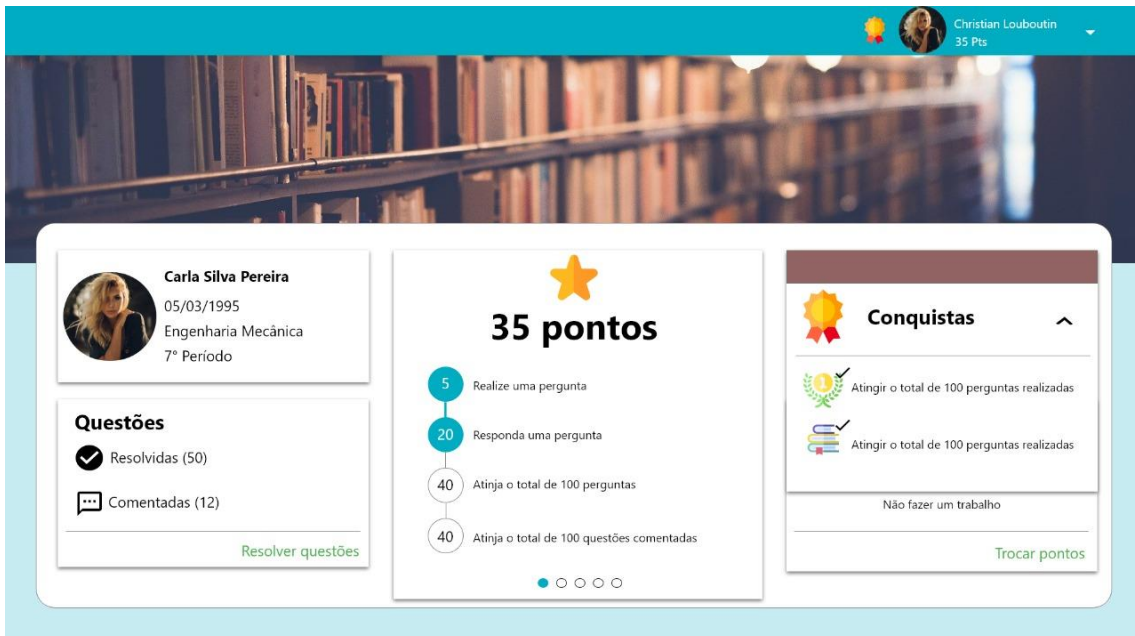 Christian Louboutin
35 Pts
Carla Silva Pereira
05/03/1995
Engenharia Mecânica
7° Período
Questões
Resolvidas (50)
Comentadas (12)
Resolver questões
35 pontos
5 Realize uma pergunta
20 Responda uma pergunta
40 Atinja o total de 100 perguntas
40 Atinja o total de 100 questões comentadas
Conquistas
1 Atingir o total de 100 perguntas realizadas
Atingir o total de 100 perguntas realizadas
Não fazer um trabalho
Trocar pontos